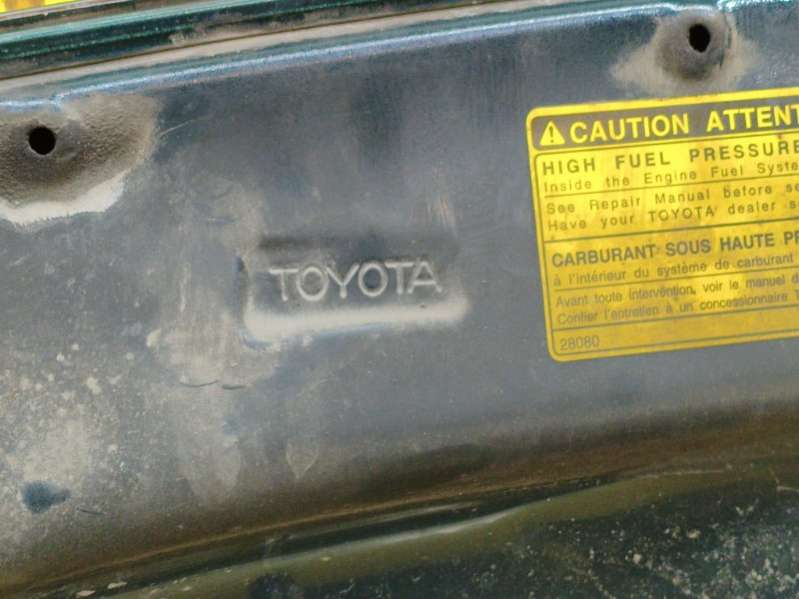 CAUTION ATTENT
HIGH FUEL PRESSURE
Inside the Engine Fuel Syste
See Repair Manual before se
Have your TOYOTA dealer s
TOYOTA
CARBURANT SOUS HAUTE PR
à l'intérieur du système de carburant
Avant toute intervention, voir le manuel d
Confier l'entretien à un concessionnaire T
28080